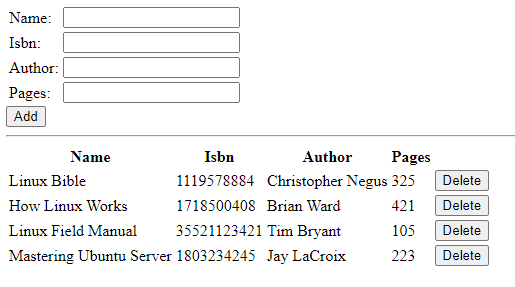 Name:
Isbn:
Author:
Pages:
Add
Name Isbn Author Pages
Linux Bible 1119578884 Christopher Negus 325 Delete
How Linux Works 1718500408 Brian Ward 421 Delete
Linux Field Manual 35521123421 Tim Bryant 105 Delete
Mastering Ubuntu Server 1803234245 Jay LaCroix 223 Delete